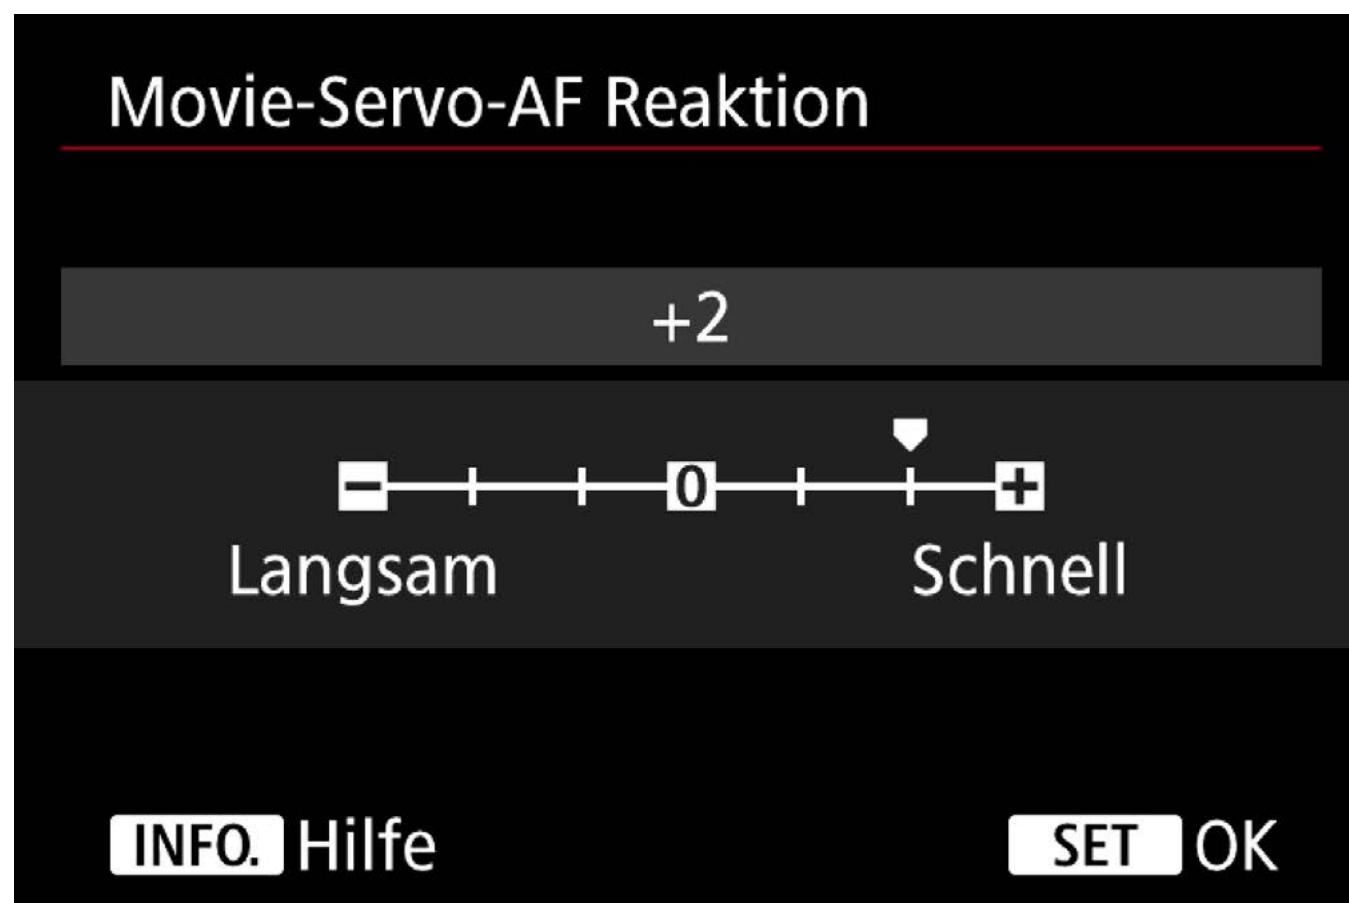 Movie-Servo-AF Reaktion
+2
− 0 +
Langsam Schnell
INFO. Hilfe SET OK